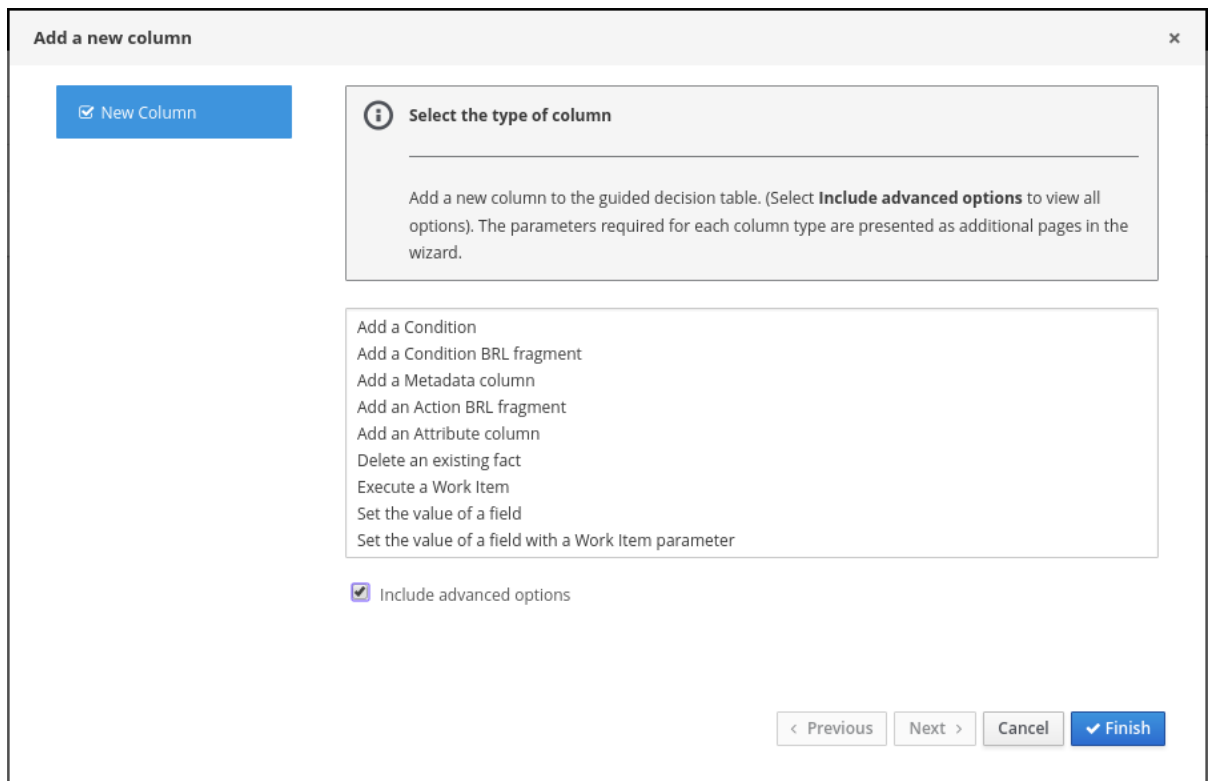 Add a new column
×
New Column
Select the type of column
Add a new column to the guided decision table. (Select Include advanced options to view all
options). The parameters required for each column type are presented as additional pages in the
wizard.
Add a Condition
Add a Condition BRL fragment
Add a Metadata column
Add an Action BRL fragment
Add an Attribute column
Delete an existing fact
Execute a Work Item
Set the value of a field
Set the value of a field with a Work Item parameter
Include advanced options
< Previous Next > Cancel Finish